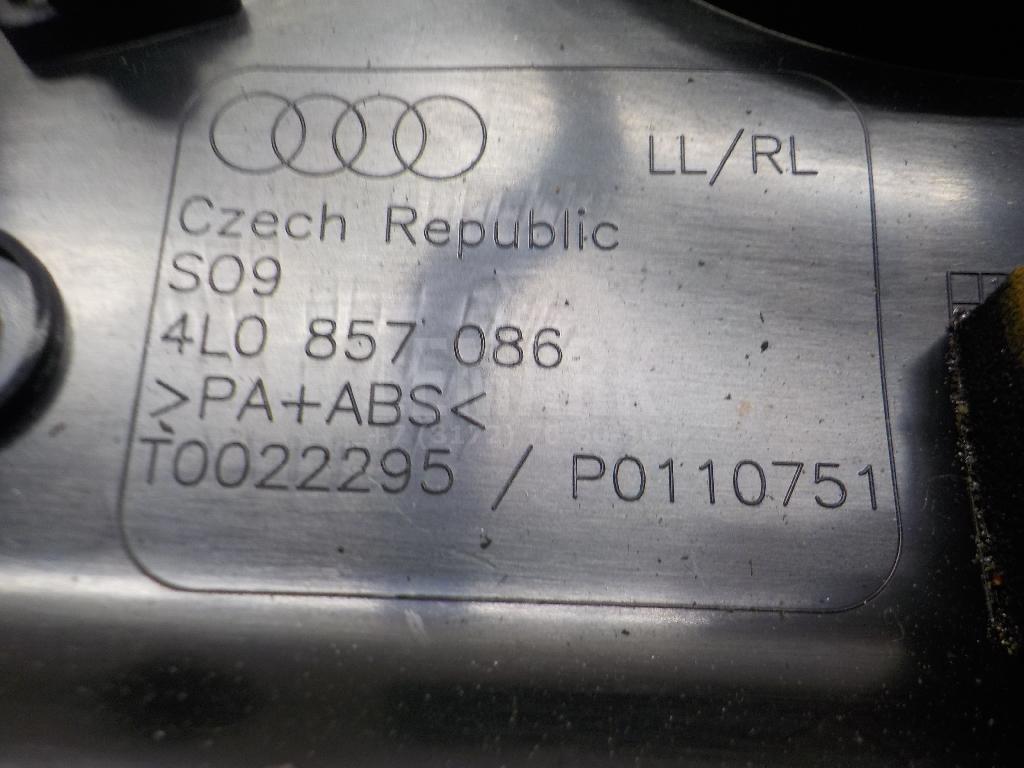 LL/RL
Czech Republic
S09
4L0 857 086
>PA+ABS<
T0022295 / P0110751